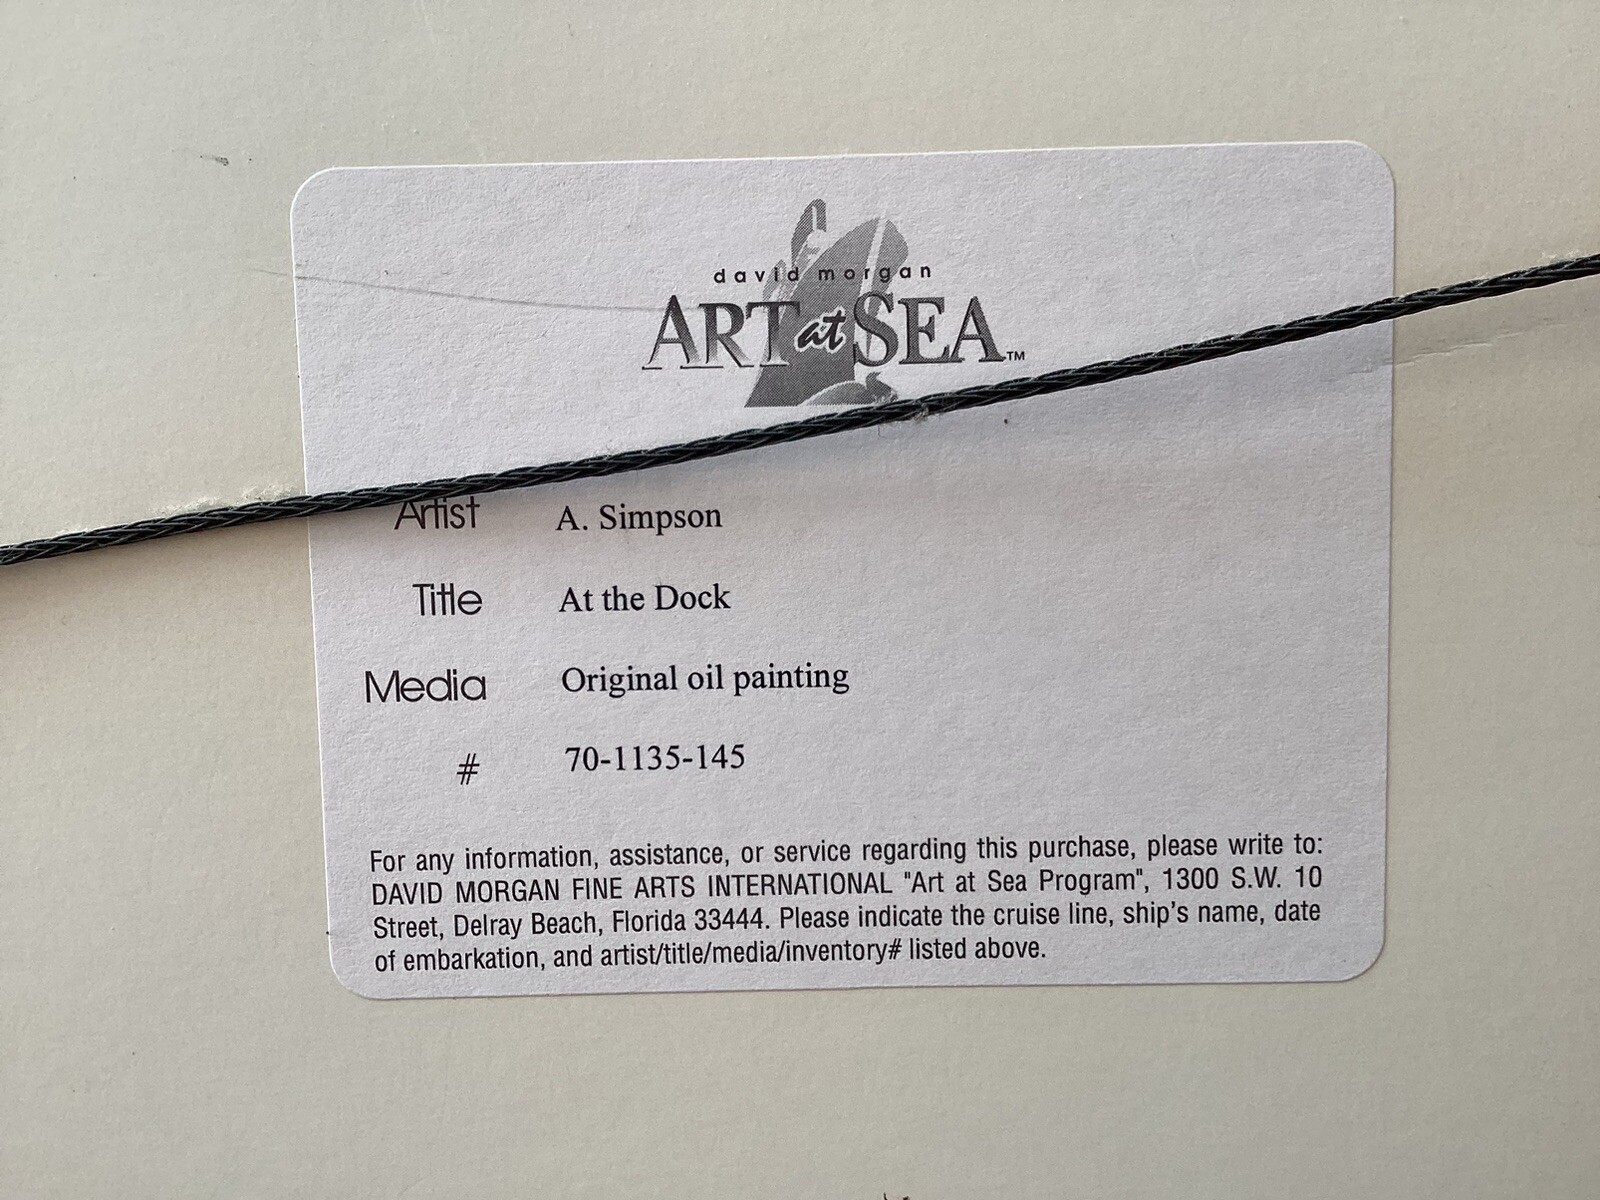 david morgan
ART at SEA™
Artist A. Simpson
Title At the Dock
Media Original oil painting
# 70-1135-145
For any information, assistance, or service regarding this purchase, please write to:
DAVID MORGAN FINE ARTS INTERNATIONAL "Art at Sea Program", 1300 S.W. 10
Street, Delray Beach, Florida 33444. Please indicate the cruise line, ship's name, date
of embarkation, and artist/title/media/inventory# listed above.